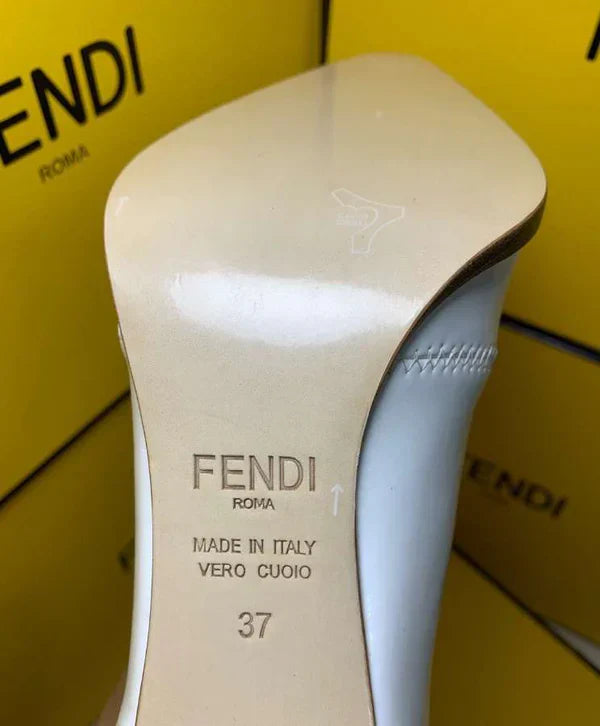 FENDI
ROMA
FENDI
ROMA
MADE IN ITALY
VERO CUOIO
37
FENDI